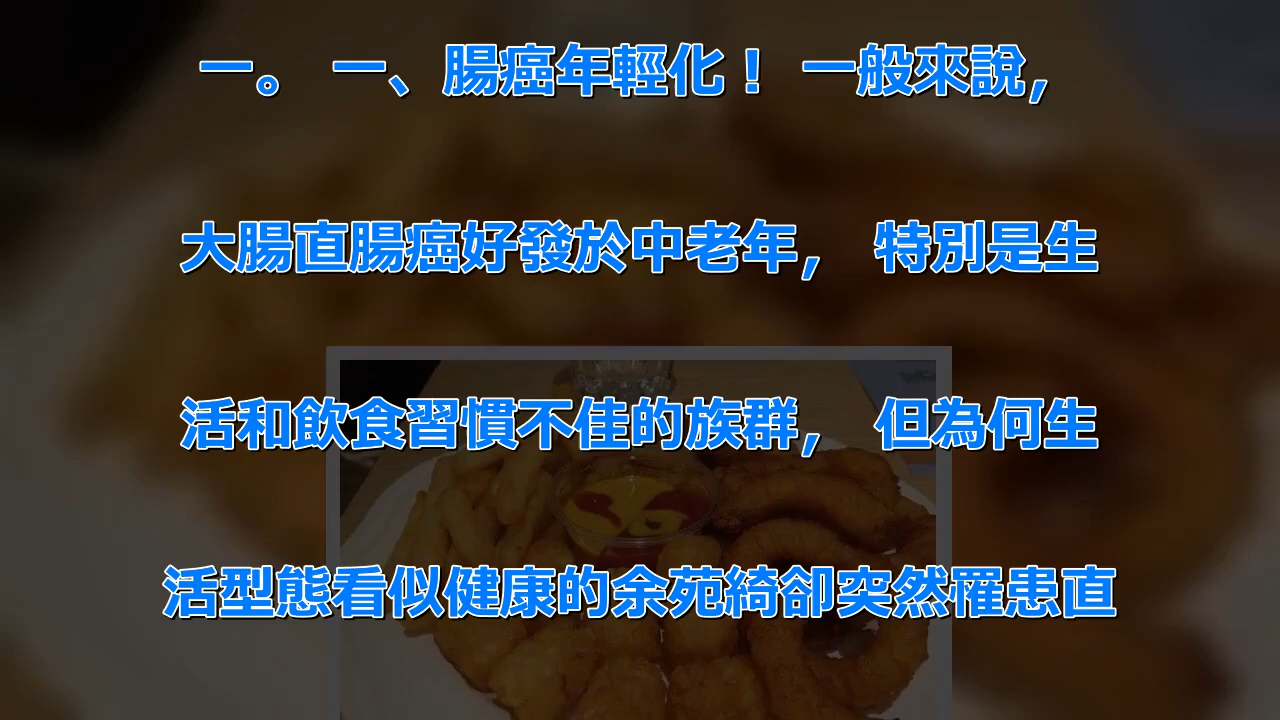 一。 一、腸癌年輕化！ 一般來說，
大腸直腸癌好發於中老年， 特別是生
活和飲食習慣不佳的族群， 但為何生
活型態看似健康的余苑綺卻突然罹患直